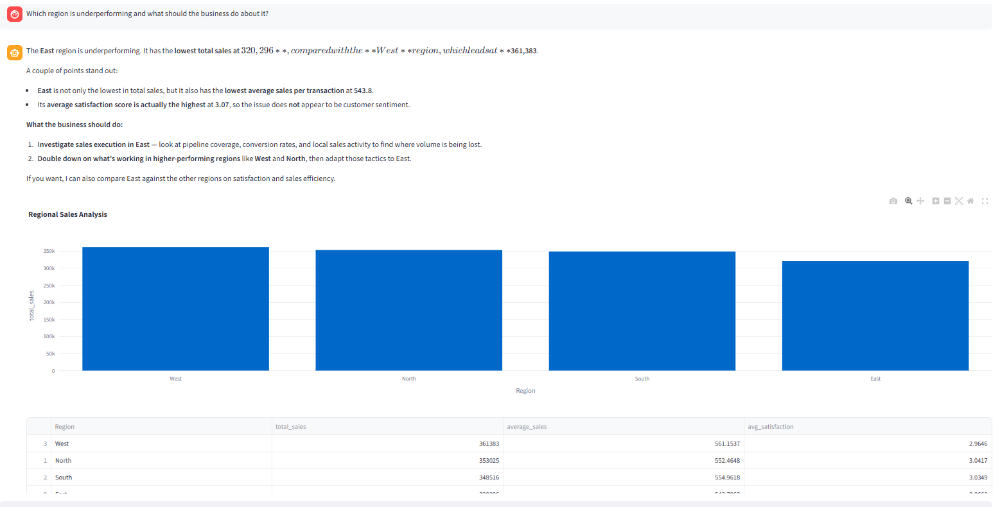 Which region is underperforming and what should the business do about it?
The East region is underperforming. It has the lowest total sales at 320,296**,comparedwiththe**West**region,whichleadsat**361,383.
A couple of points stand out:
• East is not only the lowest in total sales, but it also has the lowest average sales per transaction at 543.8.
• Its average satisfaction score is actually the highest at 3.07, so the issue does not appear to be customer sentiment.
What the business should do:
1. Investigate sales execution in East — look at pipeline coverage, conversion rates, and local sales activity to find where volume is being lost.
2. Double down on what's working in higher-performing regions like West and North, then adapt those tactics to East.
If you want, I can also compare East against the other regions on satisfaction and sales efficiency.
Regional Sales Analysis
350k
300k
250k
200k
150k
100k
50k
0
total_sales
West North South East
Region
Region total_sales average_sales avg_satisfaction
3 West 361383 561.1537 2.9646
1 North 353025 552.4648 3.0417
2 South 348516 554.9618 3.0349